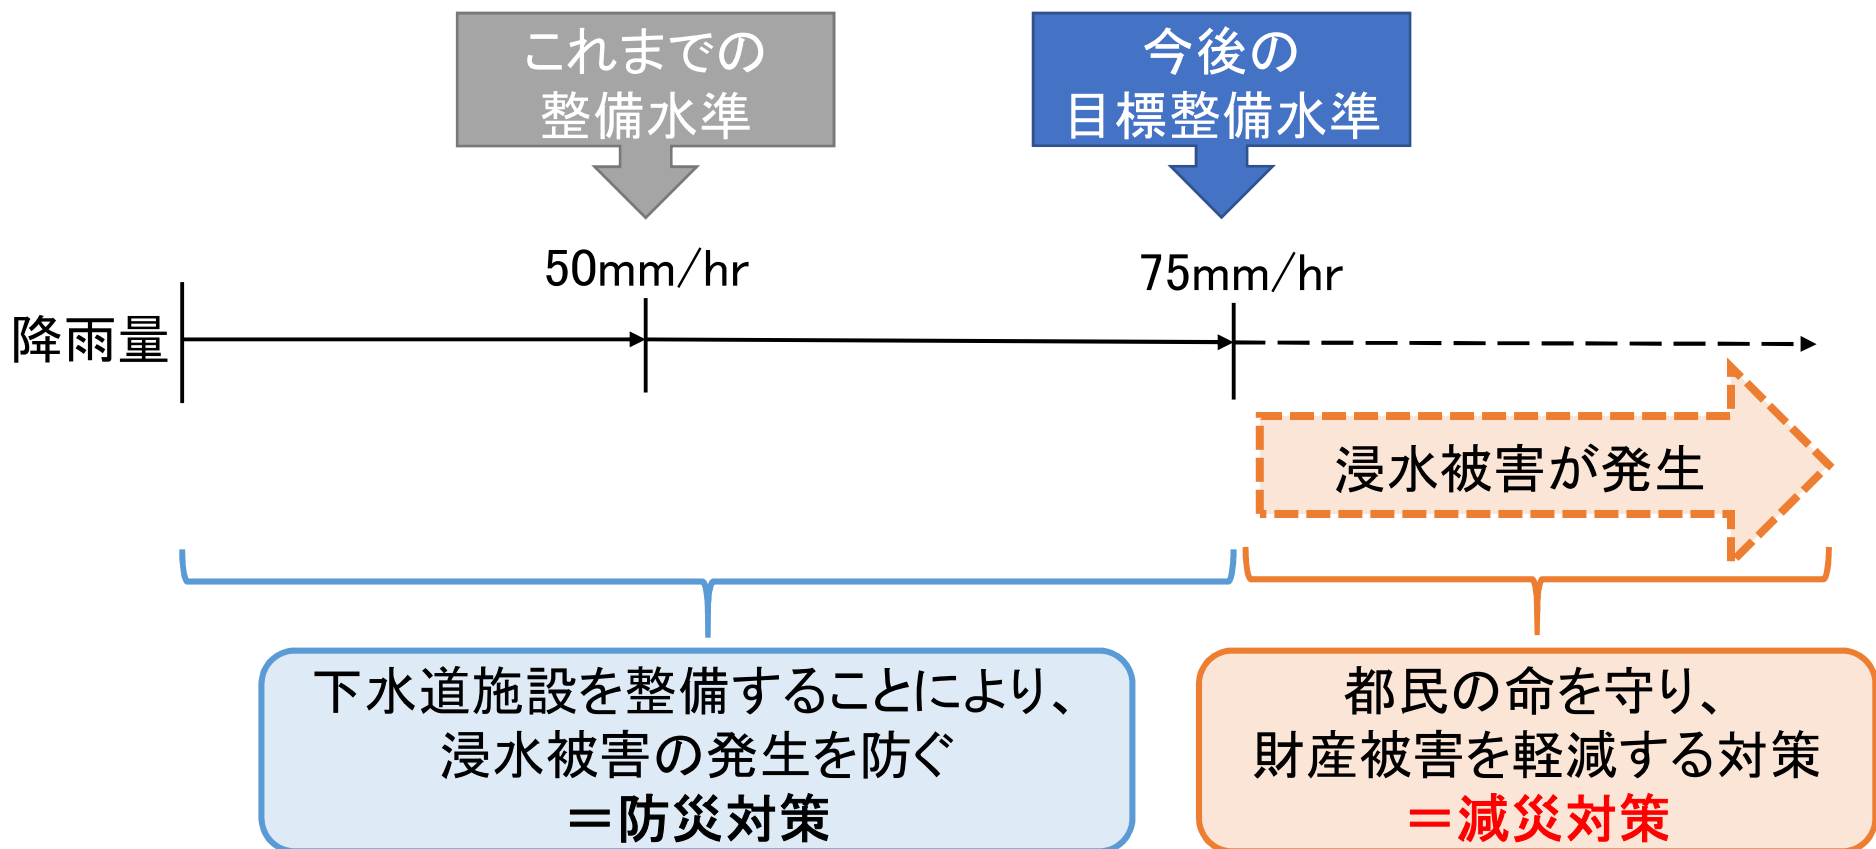 これまでの
整備水準
今後の
目標整備水準
50mm/hr
75mm/hr
降雨量
浸水被害が発生
下水道施設を整備することにより、
浸水被害の発生を防ぐ
＝防災対策
都民の命を守り、
財産被害を軽減する対策
＝減災対策